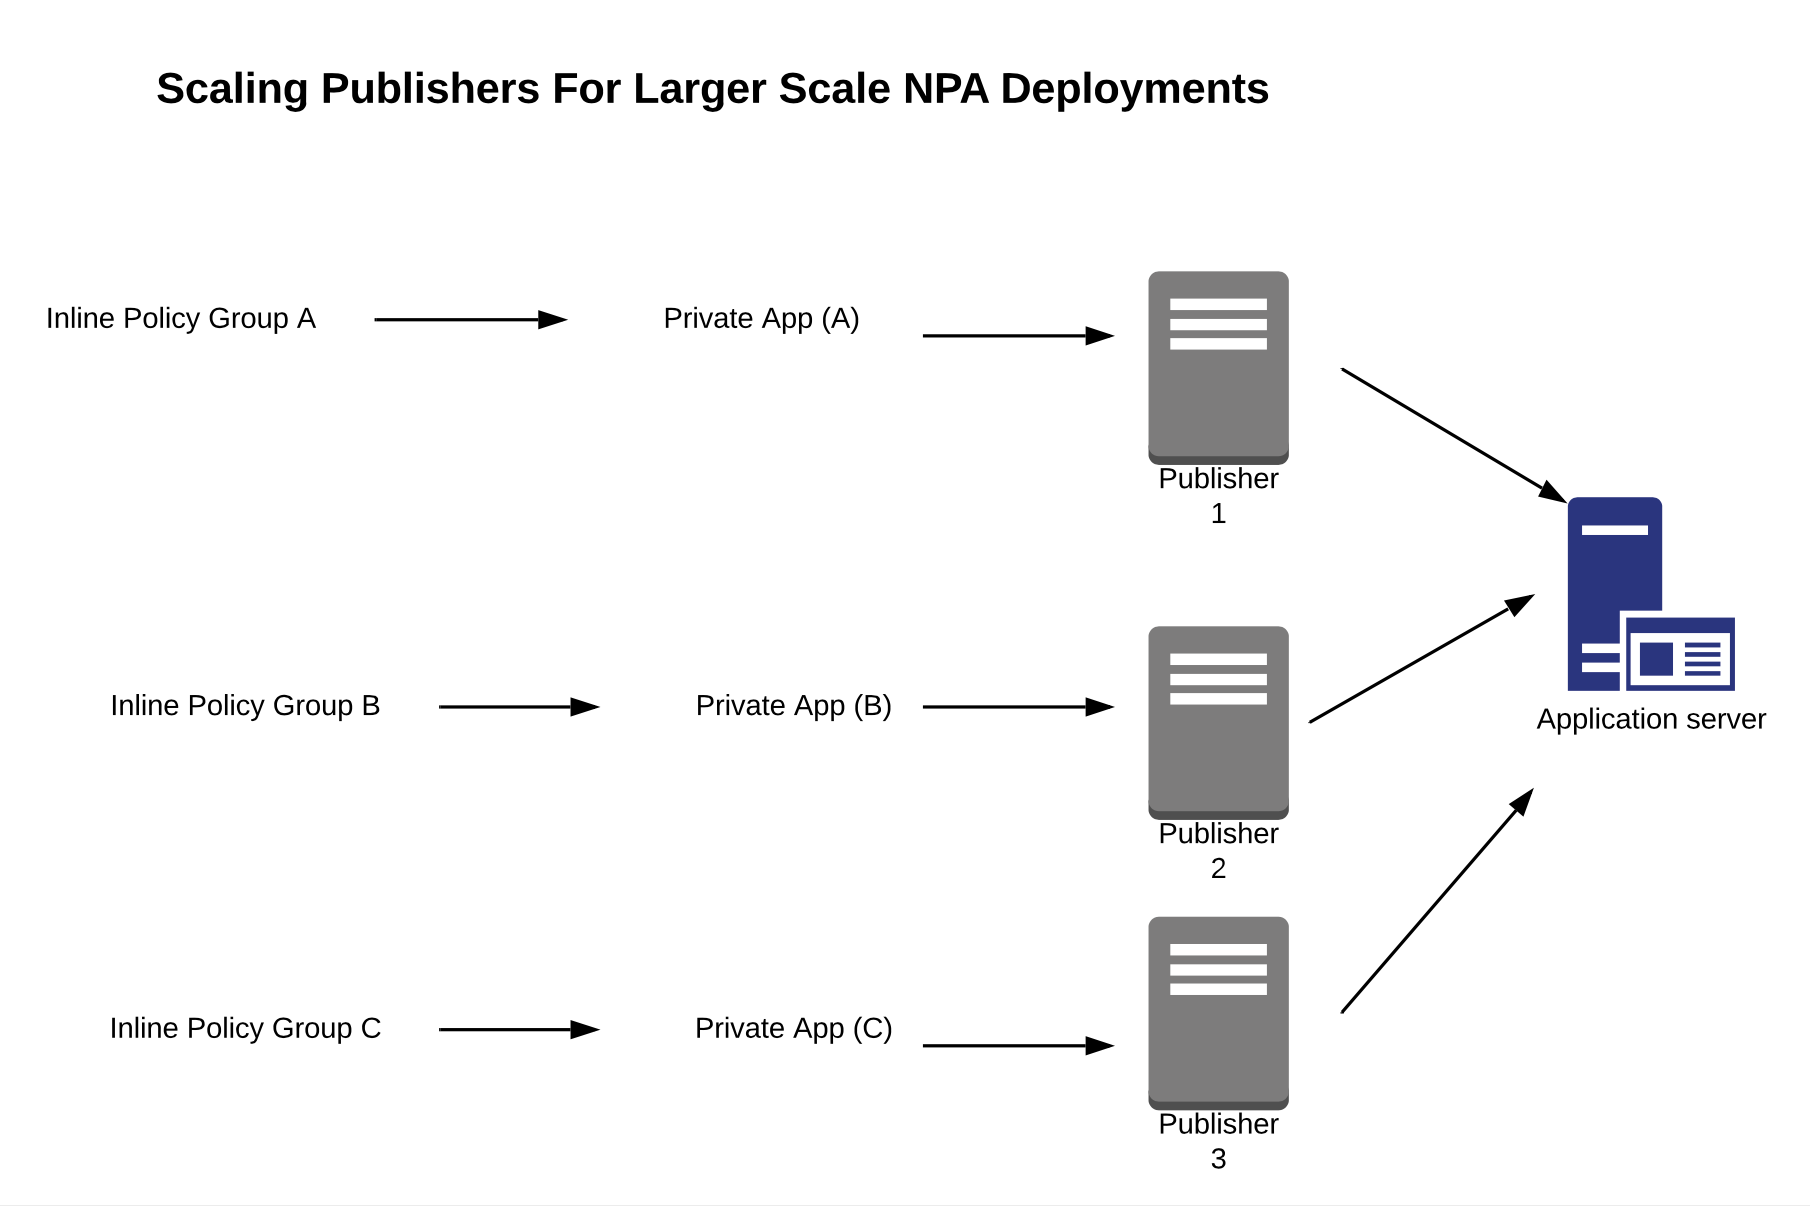 Scaling Publishers For Larger Scale NPA Deployments
Inline Policy Group A
Private App (A)
Publisher
1
Inline Policy Group B
Private App (B)
Publisher
2
Application server
Inline Policy Group C
Private App (C)
Publisher
3